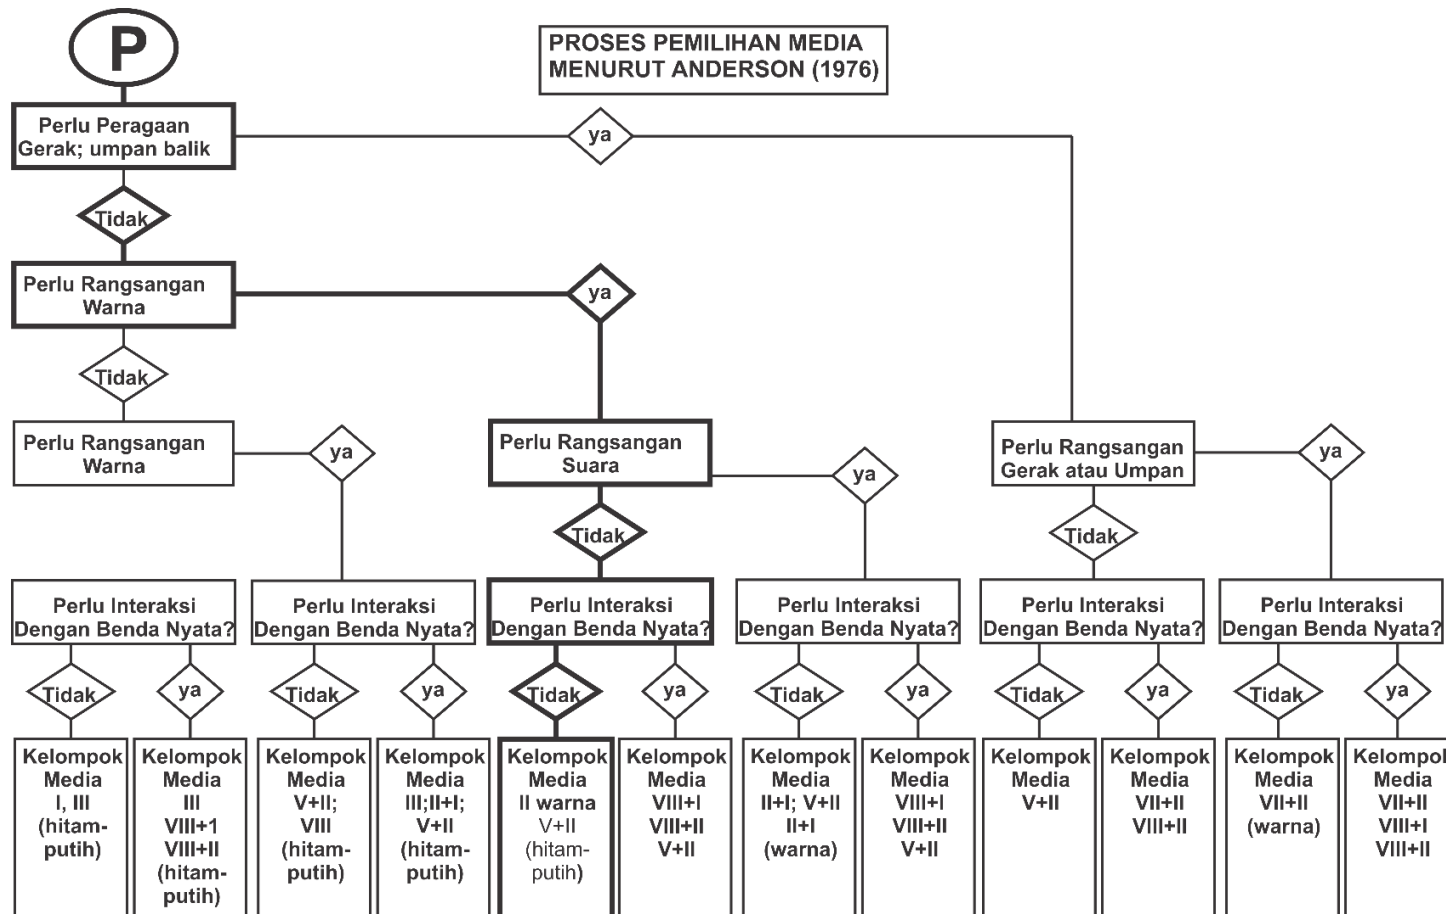 P
PROSES PEMILIHAN MEDIA
MENURUT ANDERSON (1976)
Perlu Peragaan
Gerak; umpan balik
ya
Tidak
Perlu Rangsangan
Warna
ya
Tidak
Perlu Rangsangan
Warna
ya
Perlu Rangsangan
Suara
ya
Tidak
Perlu Rangsangan
Gerak atau Umpan
ya
Tidak
Perlu Interaksi
Dengan Benda Nyata?
Perlu Interaksi
Dengan Benda Nyata?
Perlu Interaksi
Dengan Benda Nyata?
Perlu Interaksi
Dengan Benda Nyata?
Perlu Interaksi
Dengan Benda Nyata?
Perlu Interaksi
Dengan Benda Nyata?
Tidak
ya
Tidak
ya
Tidak
ya
Tidak
ya
Tidak
ya
Tidak
ya
Kelompok
Media
I, III
(hitam-
putih)
Kelompok
Media
III
VIII+1
VIII+II
(hitam-
putih)
Kelompok
Media
V+II;
VIII
(hitam-
putih)
Kelompok
Media
III;II+I;
V+II
(hitam-
putih)
Kelompok
Media
II warna
V+II
(hitam-
putih)
Kelompok
Media
VIII+I
VIII+II
V+II
Kelompok
Media
II+I; V+II
II+I
(warna)
Kelompok
Media
VIII+I
VIII+II
V+II
Kelompok
Media
V+II
Kelompok
Media
VII+II
VIII+II
Kelompok
Media
VII+II
(warna)
Kelompok
Media
VII+II
VIII+I
VIII+II